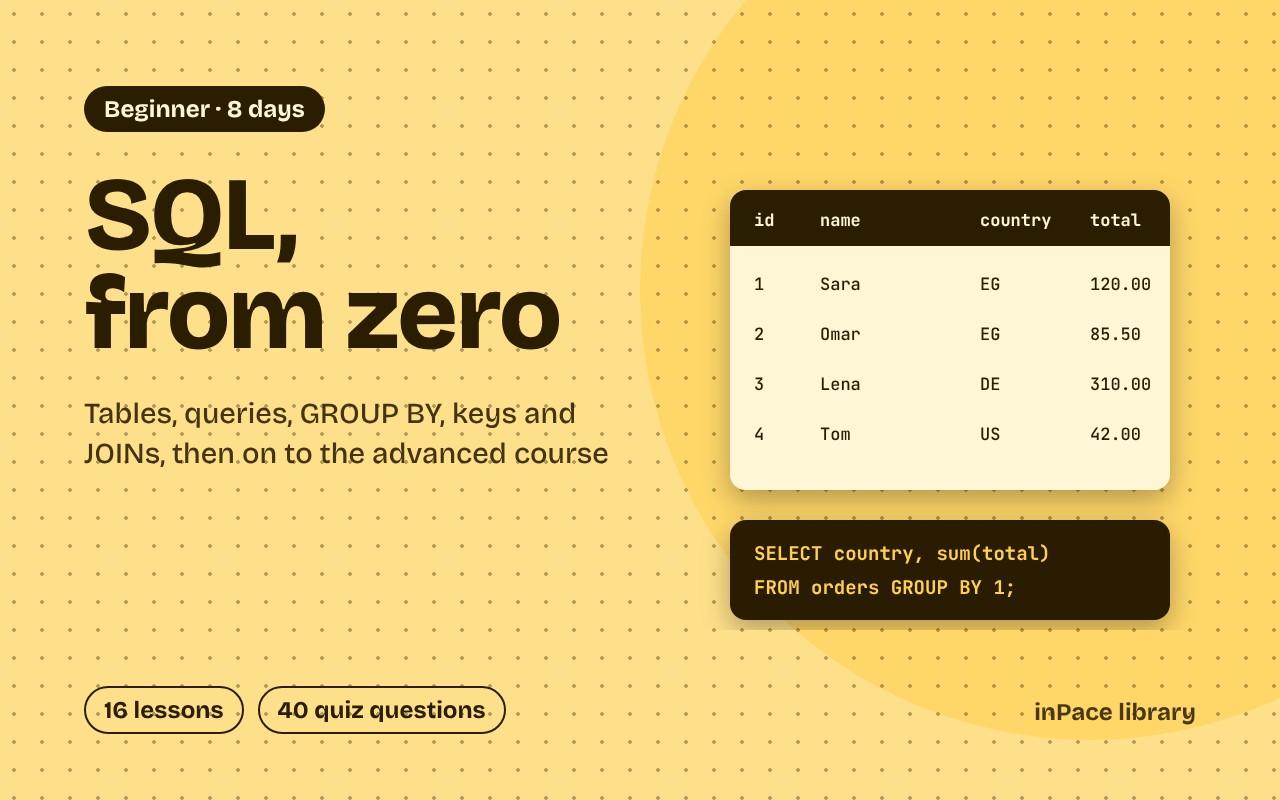 Beginner · 8 days
SQL,
from zero
Tables, queries, GROUP BY, keys and
JOINs, then on to the advanced course
16 lessons
40 quiz questions
id name country total
1 Sara EG 120.00
2 Omar EG 85.50
3 Lena DE 310.00
4 Tom US 42.00
SELECT country, sum(total)
FROM orders GROUP BY 1;
inPace library